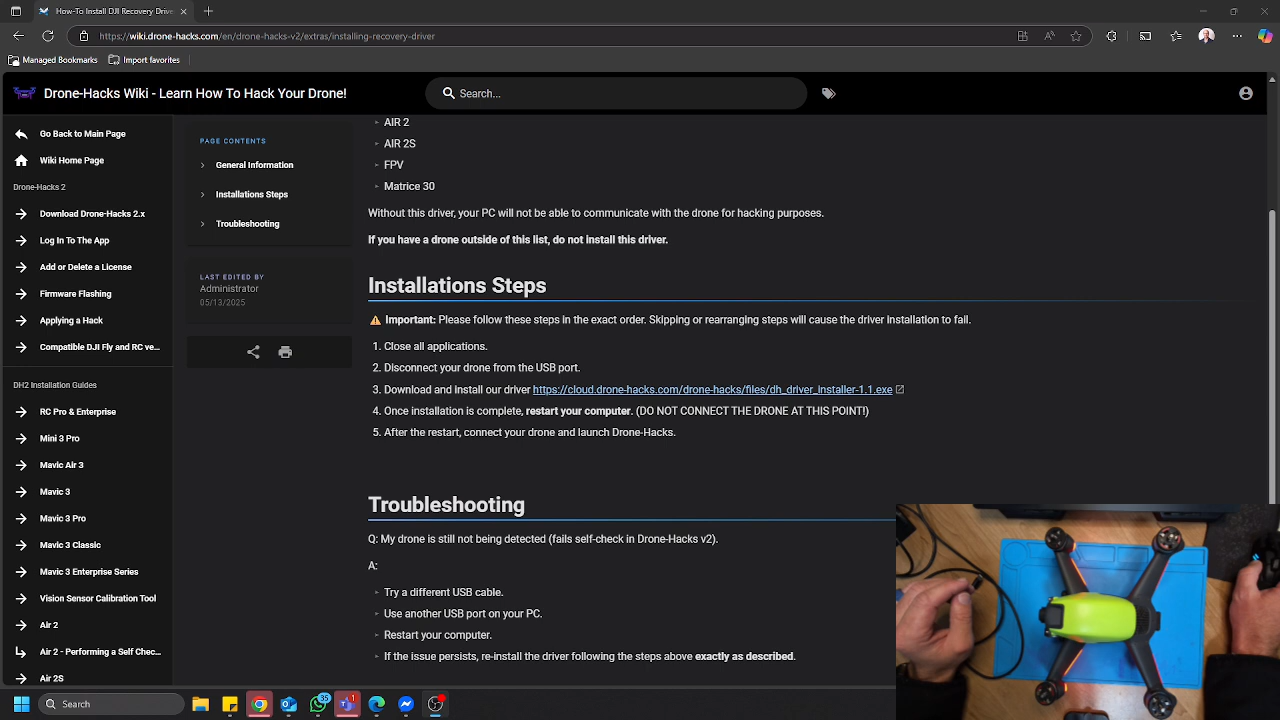 How-To Install DJI Recovery Drive
https://wiki.drone-hacks.com/en/drone-hacks-v2/extras/installing-recovery-driver
Managed Bookmarks
Import favorites
Drone-Hacks Wiki - Learn How To Hack Your Drone!
Search...
Go Back to Main Page
Wiki Home Page
Drone-Hacks 2
Download Drone-Hacks 2.x
Log In To The App
Add or Delete a License
Firmware Flashing
Applying a Hack
Compatible DJI Fly and RC ve...
DH2 Installation Guides
RC Pro & Enterprise
Mini 3 Pro
Mavic Air 3
Mavic 3
Mavic 3 Pro
Mavic 3 Classic
Mavic 3 Enterprise Series
Vision Sensor Calibration Tool
Air 2
Air 2 - Performing a Self Chec...
Air 2S
PAGE CONTENTS
General Information
Installations Steps
Troubleshooting
LAST EDITED BY
Administrator
05/13/2025
AIR 2
AIR 2S
FPV
Matrice 30
Without this driver, your PC will not be able to communicate with the drone for hacking purposes.
If you have a drone outside of this list, do not install this driver.
Installations Steps
Important: Please follow these steps in the exact order. Skipping or rearranging steps will cause the driver installation to fail.
1. Close all applications.
2. Disconnect your drone from the USB port.
3. Download and Install our driver https://cloud.drone-hacks.com/drone-hacks/files/dh_driver_installer-1.1.exe
4. Once installation is complete, restart your computer. (DO NOT CONNECT THE DRONE AT THIS POINT!)
5. After the restart, connect your drone and launch Drone-Hacks.
Troubleshooting
Q: My drone is still not being detected (fails self-check in Drone-Hacks v2).
A:
Try a different USB cable.
Use another USB port on your PC.
Restart your computer.
If the issue persists, re-install the driver following the steps above exactly as described.
Search
35
1